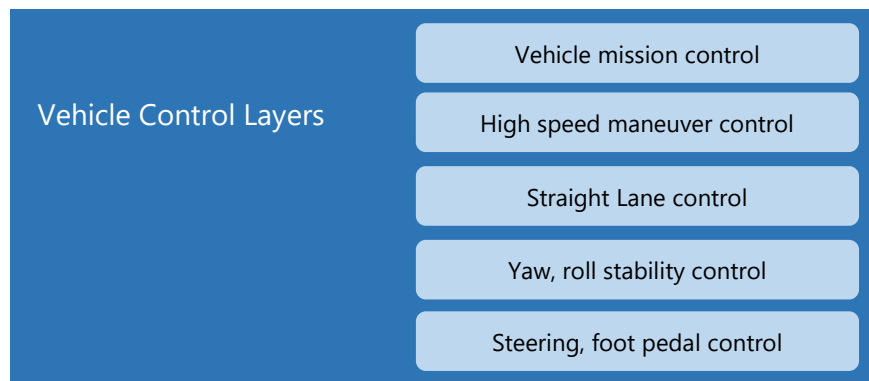 Vehicle Control Layers
Vehicle mission control
High speed maneuver control
Straight Lane control
Yaw, roll stability control
Steering, foot pedal control